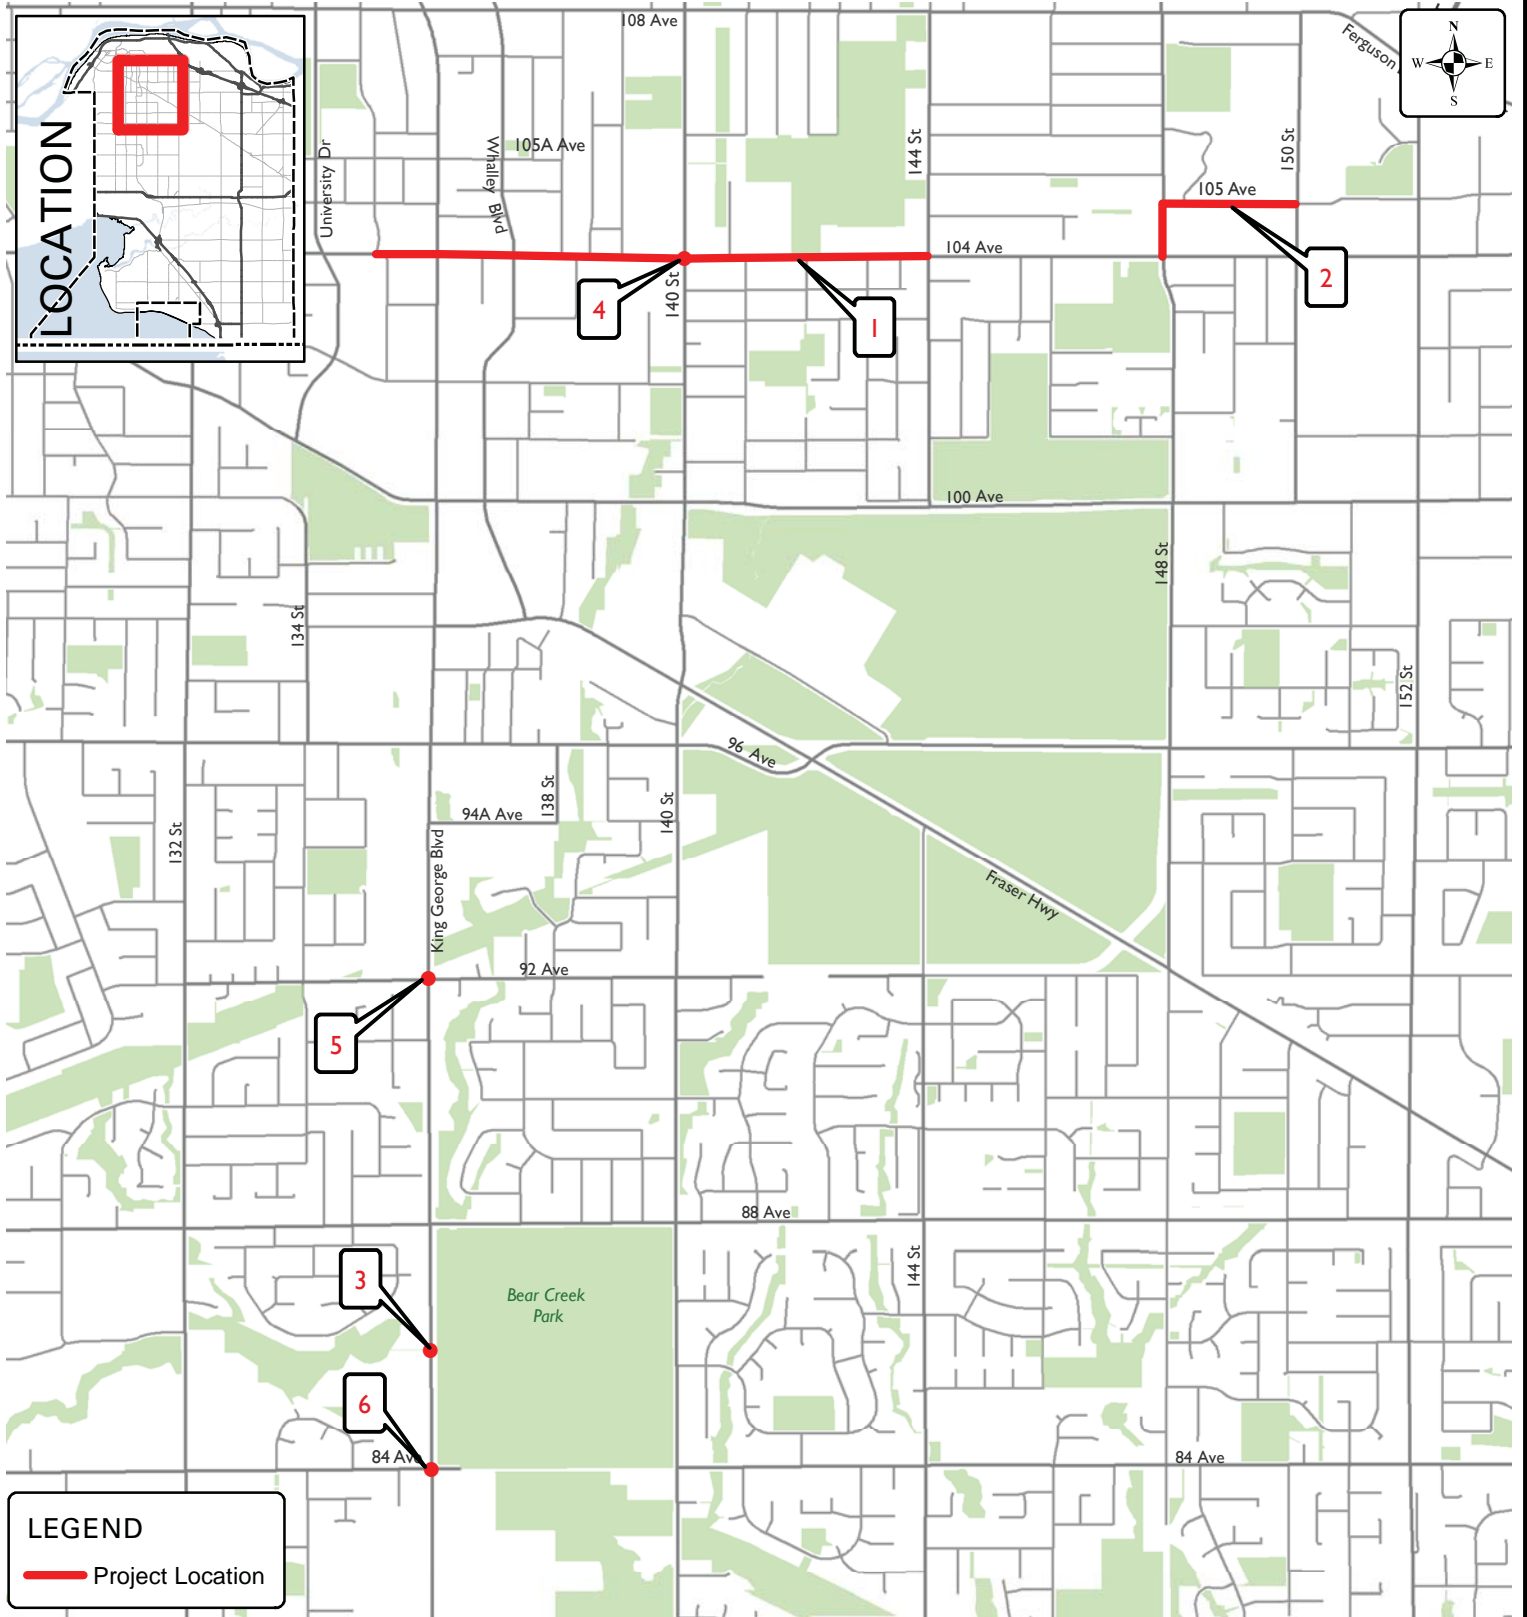 108 Ave
Ferguson
N
W
E
S
LOCATION
University Dr
Whalley Blvd
105A Ave
144 St
150 St
105 Ave
104 Ave
2
4
140 St
1
100 Ave
148 St
134 St
152 St
96 Ave
138 St
94A Ave
140 St
132 St
King George Blvd
Fraser Hwy
92 Ave
5
88 Ave
144 St
3
Bear Creek
Park
6
84 Ave
84 Ave
LEGEND
Project Location